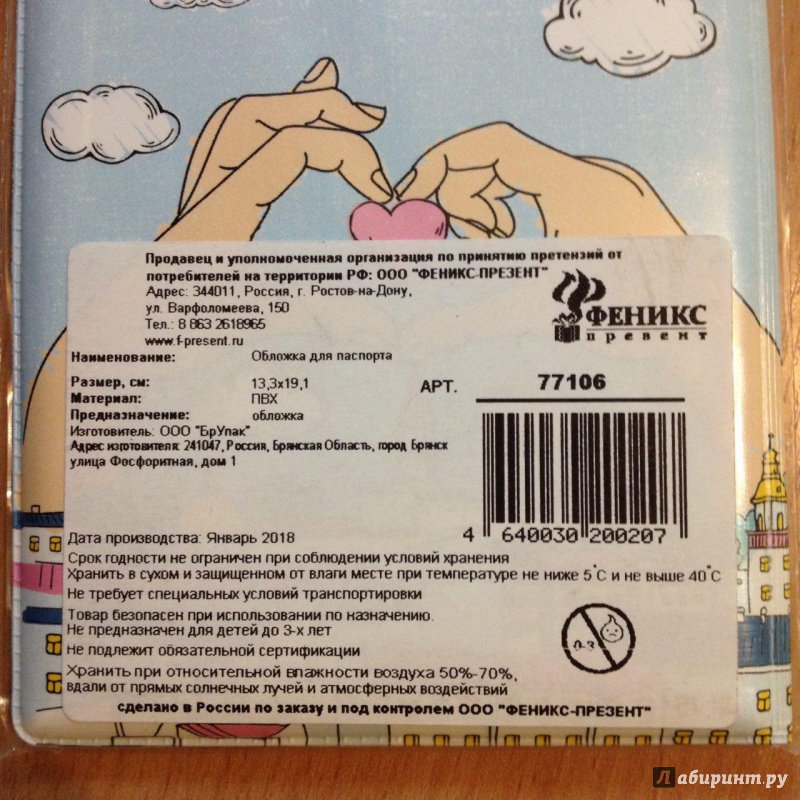 Продавец и уполномоченная организация по принятию претензий от
потребителей на территории РФ: ООО "ФЕНИКС-ПРЕЗЕНТ"
Адрес: 344011, Россия, г. Ростов-на-Дону,
ул. Варфоломеева, 150
Тел.: 8 863 2618965
www.f-present.ru
ФЕНИКС
презент
Наименование: Обложка для паспорта
Размер, см: 13,3х19,1
Материал: ПВХ
Предназначение: обложка
АРТ. 77106
Изготовитель: ООО "БрУпак"
Адрес изготовителя: 241047, Россия, Брянская Область, город Брянск
улица Фосфоритная, дом 1
4 640030 200207
Дата производства: Январь 2018
Срок годности не ограничен при соблюдении условий хранения
Хранить в сухом и защищенном от влаги месте при температуре не ниже 5°С и не выше 40°С
Не требует специальных условий транспортировки
Товар безопасен при использовании по назначению.
Не предназначен для детей до 3-х лет
не подлежит обязательной сертификации
0-3
Хранить при относительной влажности воздуха 50%-70%,
вдали от прямых солнечных лучей и атмосферных воздействий
сделано в России по заказу и под контролем ООО "ФЕНИКС-ПРЕЗЕНТ"
Лабиринт.ру